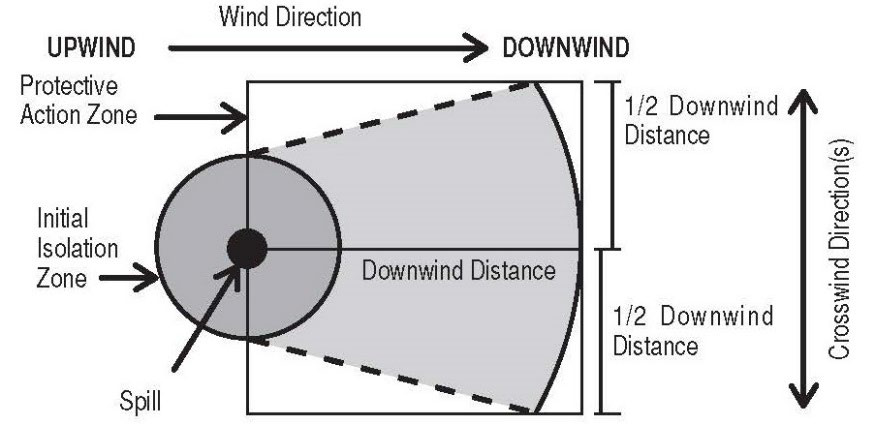 Wind Direction
UPWIND
DOWNWIND
Protective
Action Zone
1/2 Downwind
Distance
Crosswind Direction(s)
Initial
Isolation
Zone
Downwind Distance
1/2 Downwind
Distance
Spill